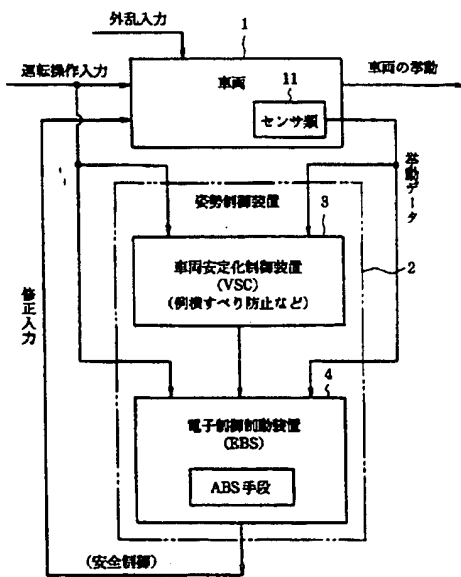 外乱入力
1
運転操作入力
車両
車両の挙動
11
センサ類
挙動データ
姿勢制御装置
3
車両安定化制御装置
(VSC)
(例横すべり防止など)
2
修正入力
4
電子制御制動装置
(EBS)
ABS手段
(安全制御)